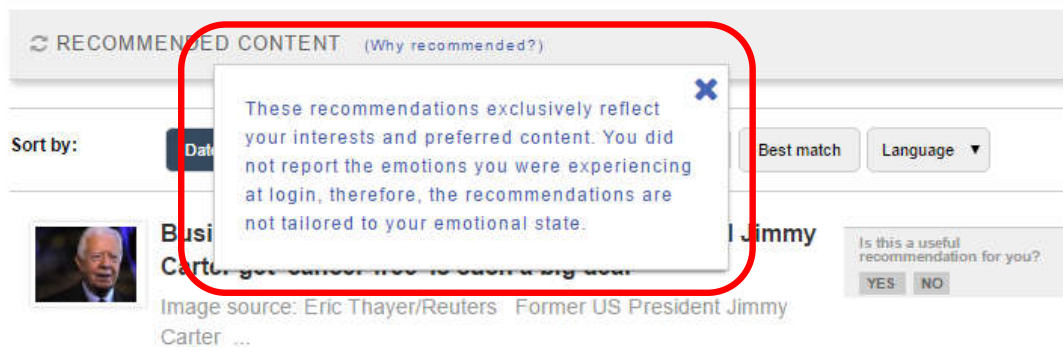 RECOMMENDED CONTENT (Why recommended?)
These recommendations exclusively reflect
your interests and preferred content. You did
not report the emotions you were experiencing
at login, therefore, the recommendations are
not tailored to your emotional state.
Sort by:
Best match
Language
Jimmy
Image source: Eric Thayer/Reuters Former US President Jimmy
Carter ...
Is this a useful
recommendation for you?
YES NO